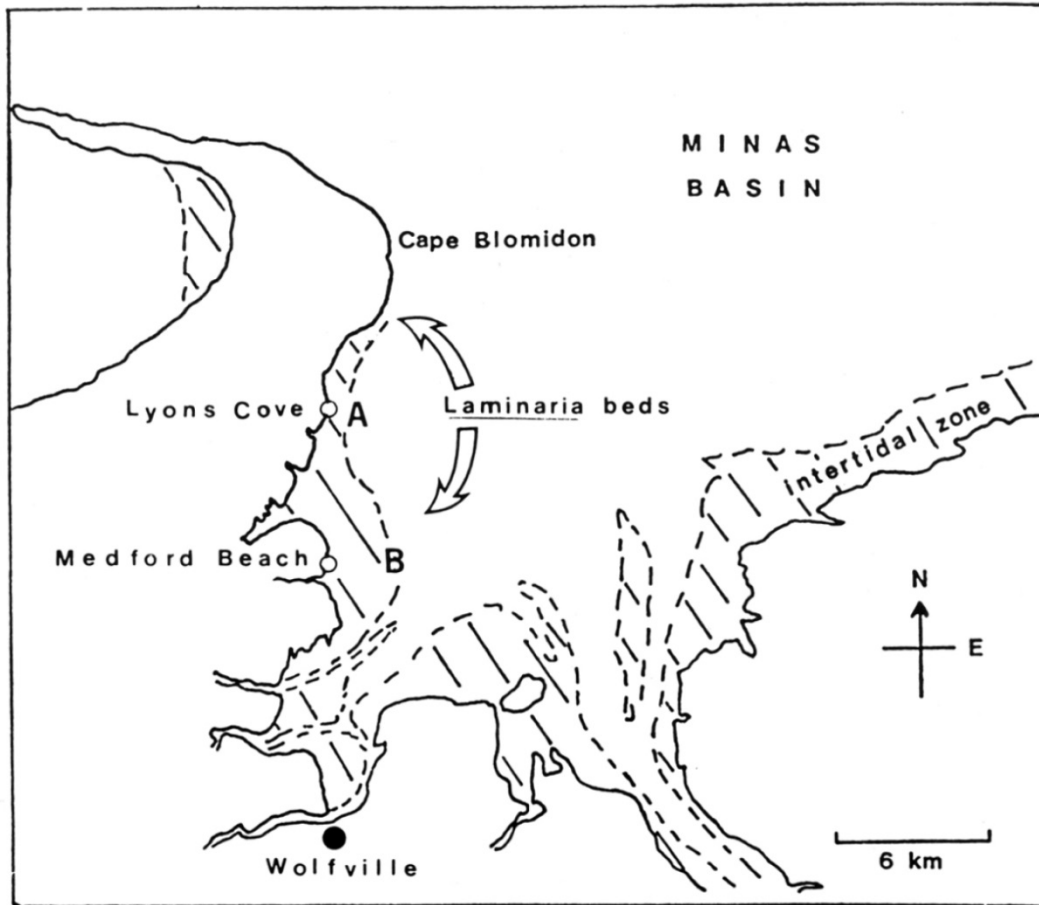 MINAS
BASIN
Cape Blomidon
Lyons Cove
A
Laminaria beds
intertidal zone
Medford Beach
B
N
E
6 km
Wolfville